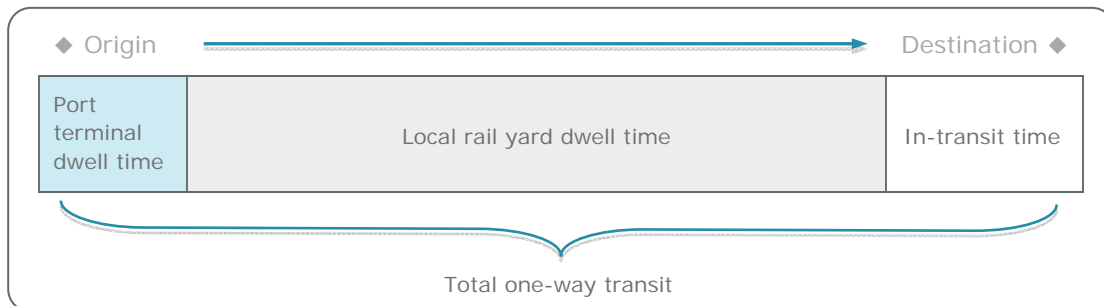 ◆ Origin
Destination ◆
Port
terminal
dwell time
Local rail yard dwell time
In-transit time
Total one-way transit